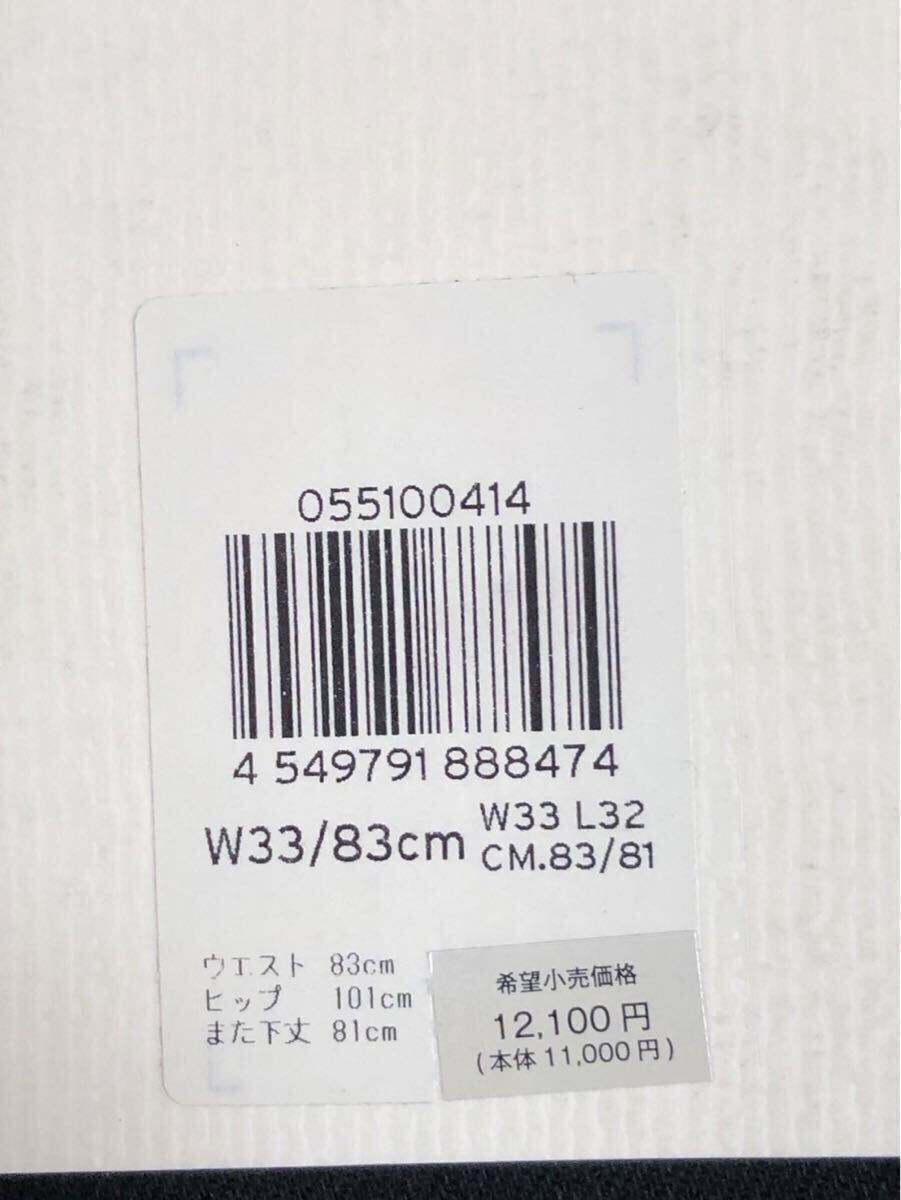 055100414
4 549791 888474
W33/83cm
W33 L32
CM.83/81
ウエスト 83cm
ヒップ 101cm
また下丈 81cm
希望小売価格
12,100円
(本体11,000円)